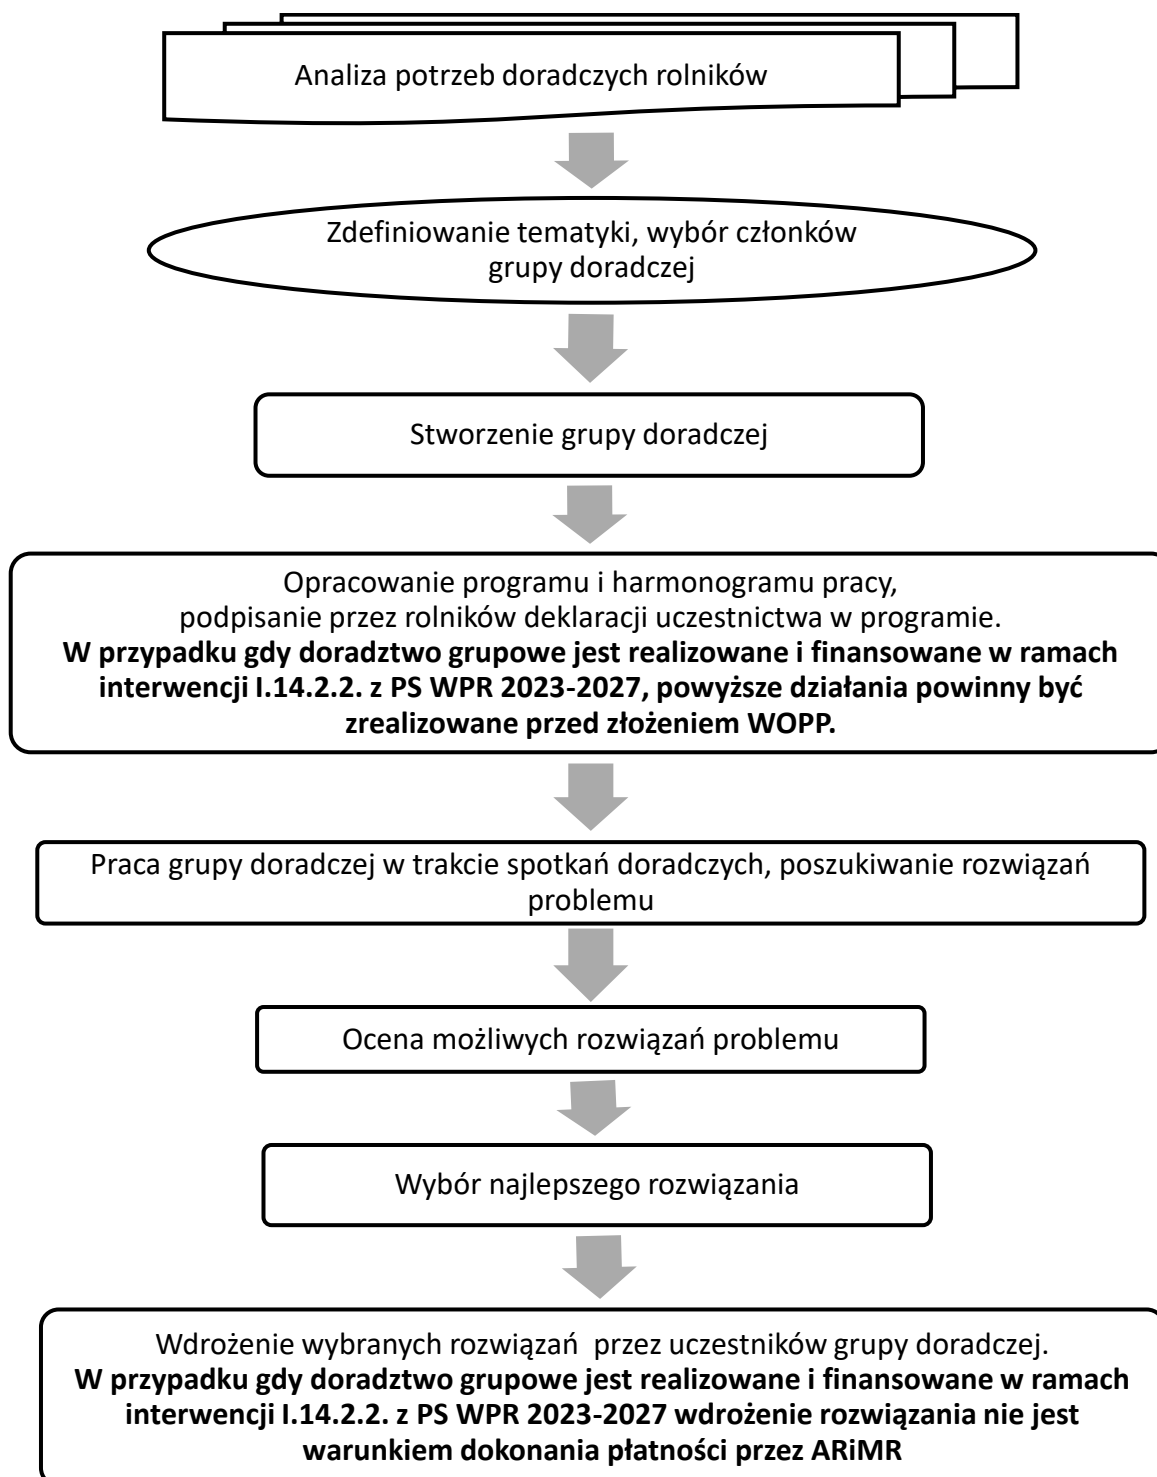 Analiza potrzeb doradczych rolników
Zdefiniowanie tematyki, wybór członków
grupy doradczej
Stworzenie grupy doradczej
Opracowanie programu i harmonogramu pracy,
podpisanie przez rolników deklaracji uczestnictwa w programie.
W przypadku gdy doradztwo grupowe jest realizowane i finansowane w ramach
interwencji I.14.2.2. z PS WPR 2023-2027, powyższe działania powinny być
zrealizowane przed złożeniem WOPP.
Praca grupy doradczej w trakcie spotkań doradczych, poszukiwanie rozwiązań
problemu
Ocena możliwych rozwiązań problemu
Wybór najlepszego rozwiązania
Wdrożenie wybranych rozwiązań  przez uczestników grupy doradczej.
W przypadku gdy doradztwo grupowe jest realizowane i finansowane w ramach
interwencji I.14.2.2. z PS WPR 2023-2027 wdrożenie rozwiązania nie jest
warunkiem dokonania płatności przez ARiMR